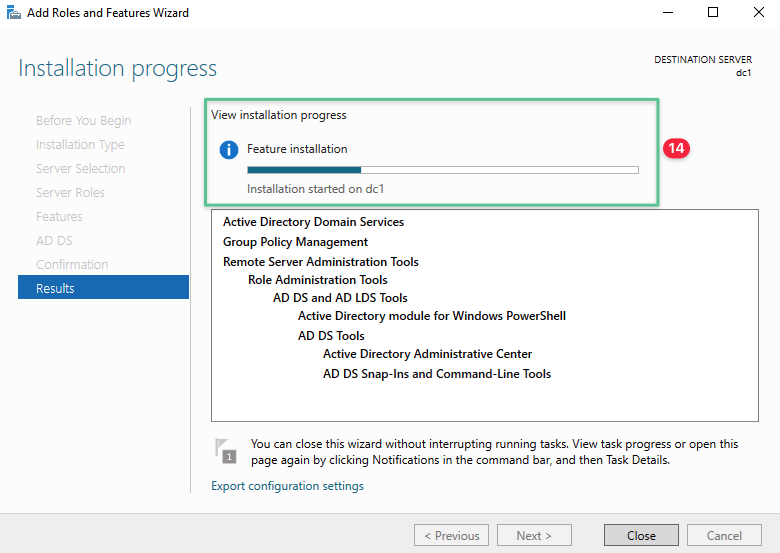 Add Roles and Features Wizard
Installation progress
DESTINATION SERVER
dc1
Before You Begin
Installation Type
Server Selection
Server Roles
Features
AD DS
Confirmation
Results
View installation progress
Feature installation
Installation started on dc1
14
Active Directory Domain Services
Group Policy Management
Remote Server Administration Tools
Role Administration Tools
AD DS and AD LDS Tools
Active Directory module for Windows PowerShell
AD DS Tools
Active Directory Administrative Center
AD DS Snap-Ins and Command-Line Tools
1
You can close this wizard without interrupting running tasks. View task progress or open this
page again by clicking Notifications in the command bar, and then Task Details.
Export configuration settings
< Previous
Next >
Close
Cancel